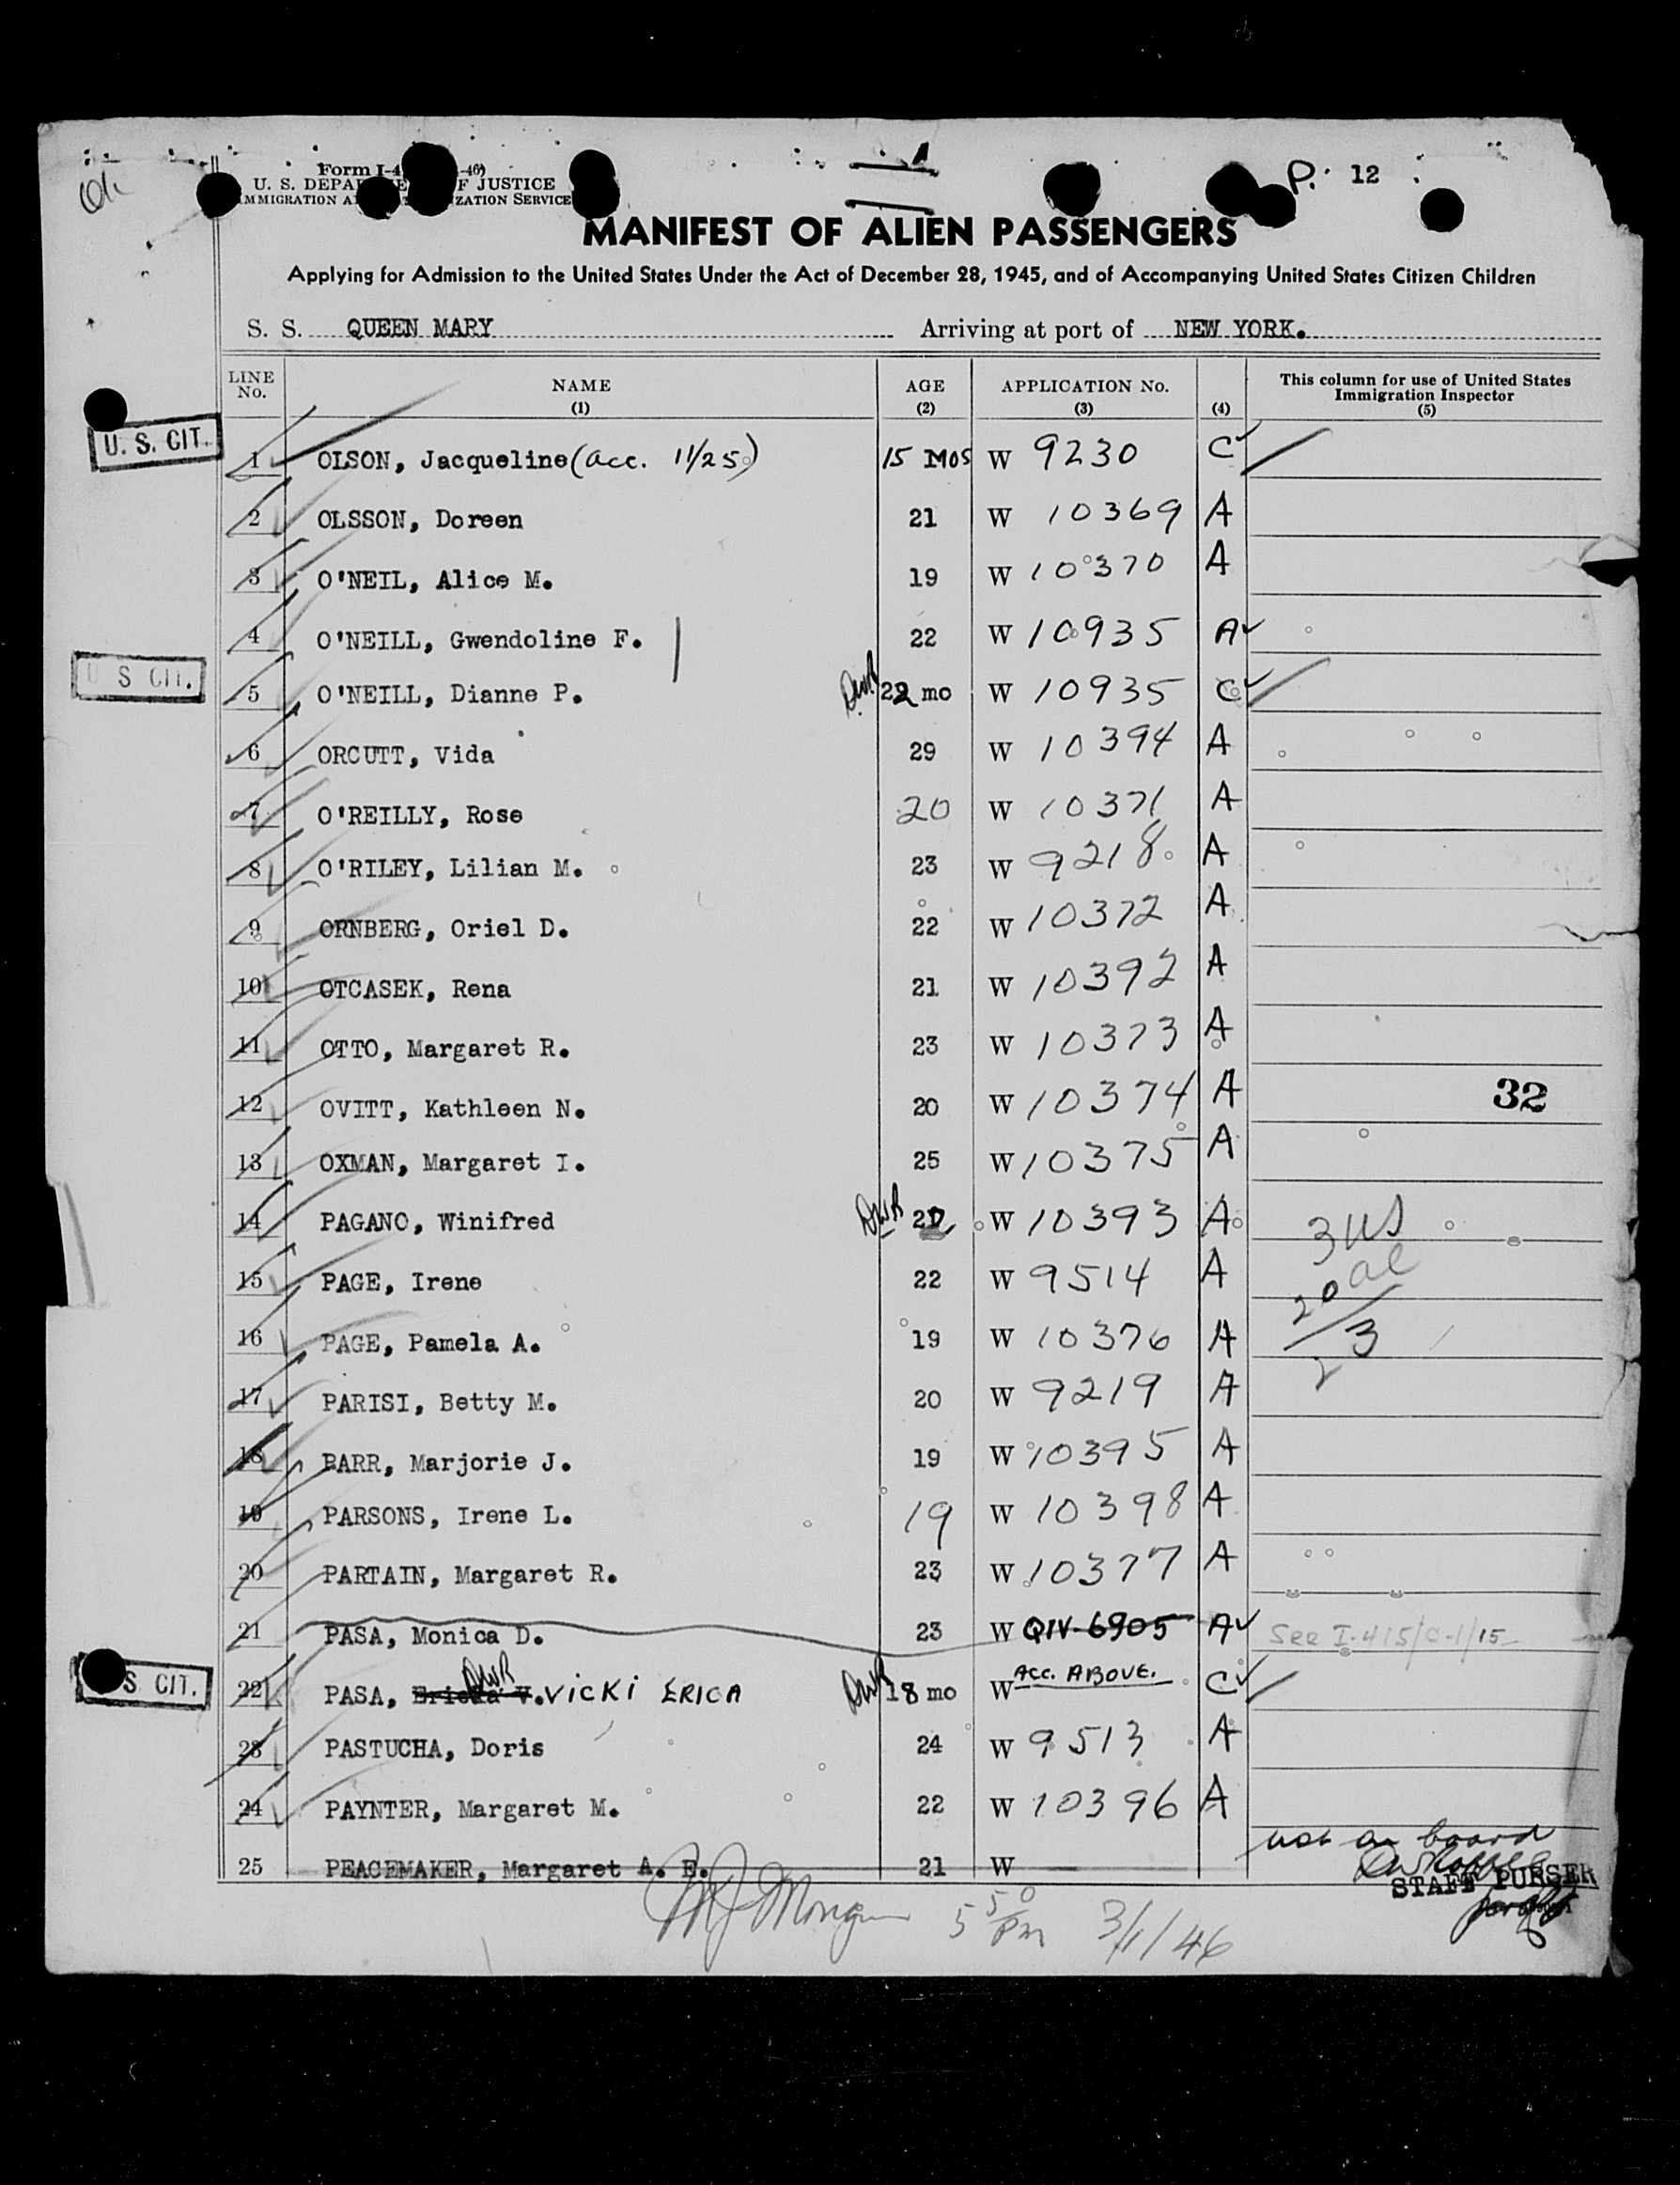 Ok
Form I-4 -46)
U. S. DEPA E F JUSTICE
MMIGRATION A ZATION SERVICE
P. 12
MANIFEST OF ALIEN PASSENGERS
Applying for Admission to the United States Under the Act of December 28, 1945, and of Accompanying United States Citizen Children
S. S. QUEEN MARY Arriving at port of NEW YORK.
LINE No. NAME (1) AGE (2) APPLICATION No. (3) (4) This column for use of United States Immigration Inspector (5)
U. S. CIT. 1 OLSON, Jacqueline (acc. 11/25) 15 MOS W 9230 C
2 OLSSON, Doreen 21 W 10369 A
3 O'NEIL, Alice M. 19 W 10370 A
4 O'NEILL, Gwendoline F. 22 W 10935 A
U S CIT. 5 O'NEILL, Dianne P. DWR 22 mo W 10935 C
6 ORCUTT, Vida 29 W 10394 A
7 O'REILLY, Rose 20 W 10371 A
8 O'RILEY, Lilian M. 23 W 9218 A
9 ORNBERG, Oriel D. 22 W 10372 A
10 OTCASEK, Rena 21 W 10392 A
11 OTTO, Margaret R. 23 W 10373 A
12 OVITT, Kathleen N. 20 W 10374 A 32
13 OXMAN, Margaret I. 25 W 10375 A
14 PAGANO, Winifred DWR 22 W 10393 A 3 US
15 PAGE, Irene 22 W 9514 A 20 al
16 PAGE, Pamela A. 19 W 10376 A 23
17 PARISI, Betty M. 20 W 9219 A
18 PARR, Marjorie J. 19 W 10395 A
19 PARSONS, Irene L. 19 W 10398 A
20 PARTAIN, Margaret R. 23 W 10377 A
21 PASA, Monica D. 23 W QIV-6905 A See I-415/C-1/15
S CIT. 22 PASA, Ericka V. DWR VICKI ERICA DWR 18 mo W ACC. ABOVE. C
23 PASTUCHA, Doris 24 W 9513 A
24 PAYNTER, Margaret M. 22 W 10396 A
not on board
25 PEACEMAKER, Margaret A. E. 21 W
STAFF PURSER
5 50 Pm 3/1/46